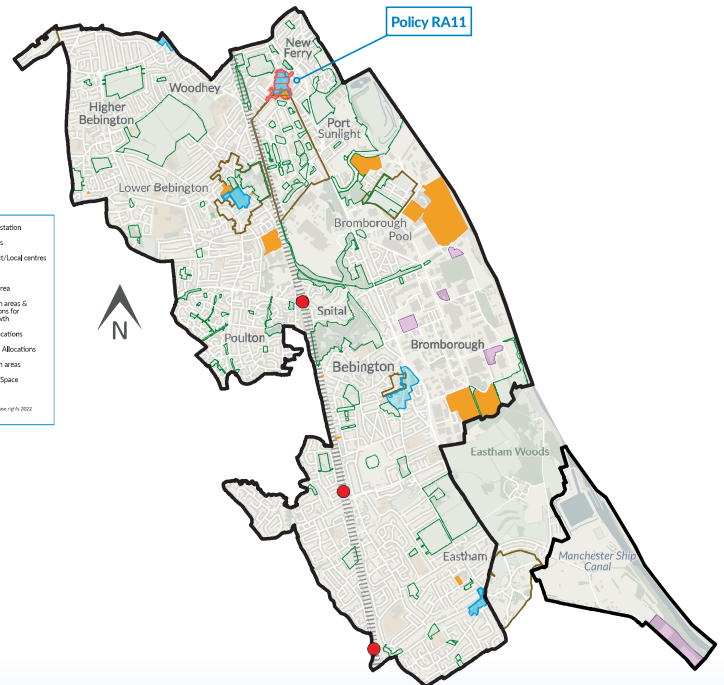 Policy RA11
New
Ferry
Woodhey
Higher
Bebington
Port
Sunlight
Lower Bebington
Bromborough
Pool
station
s
ct/Local centres
rea
n areas &
ons for
wth
cations
Allocations
n areas
Space
ase rights 2022
N
Spital
Poulton
Bromborough
Bebington
Eastham Woods
Manchester Ship
Canal
Eastham